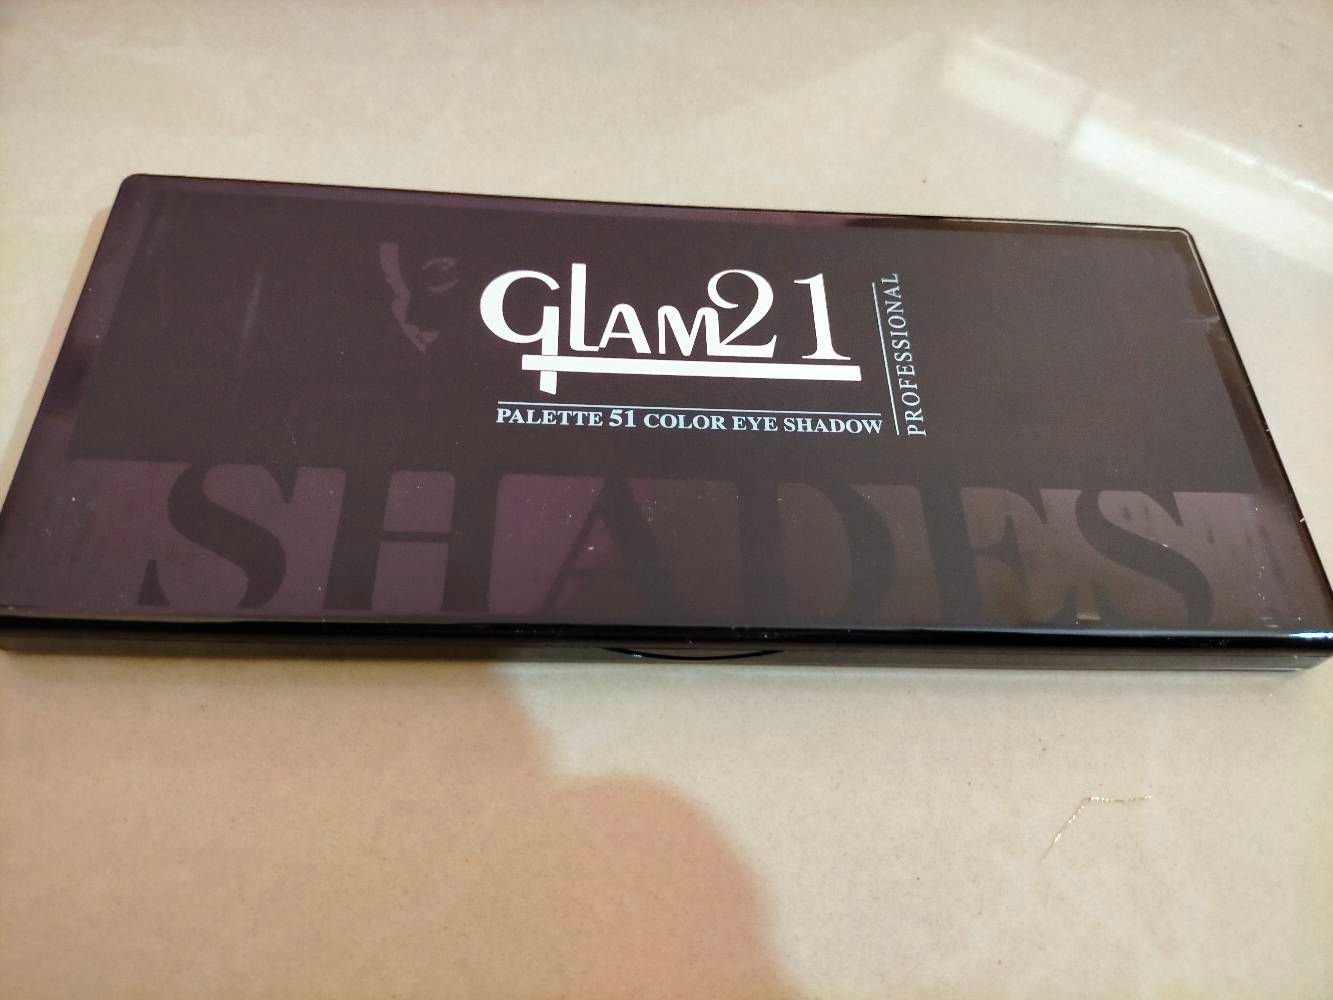 GLAM21
PROFESSIONAL
PALETTE 51 COLOR EYE SHADOW
SHADES